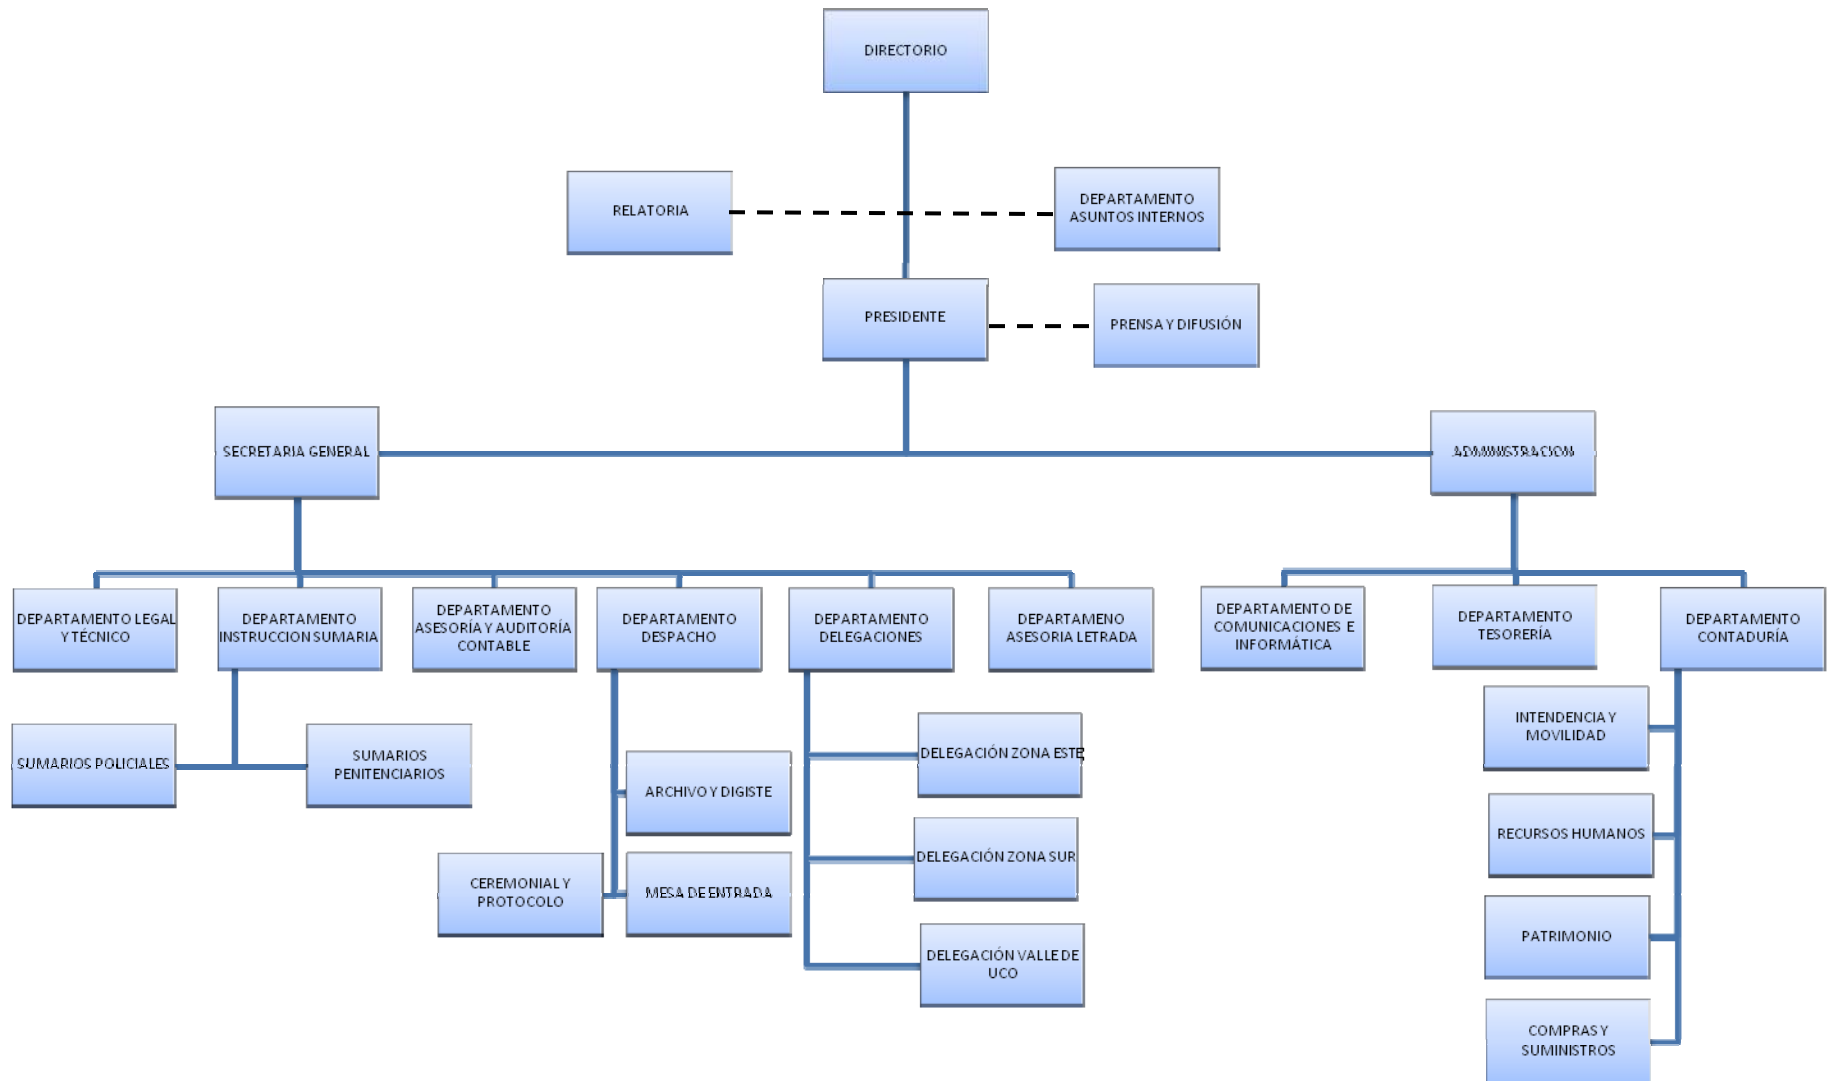 DIRECTORIO
RELATORIA
DEPARTAMENTO
ASUNTOS INTERNOS
PRESIDENTE
PRENSA Y DIFUSIÓN
SECRETARIA GENERAL
ADMINISTRACION
DEPARTAMENTO LEGAL
Y TÉCNICO
DEPARTAMENTO
INSTRUCCION SUMARIA
DEPARTAMENTO
ASESORÍA Y AUDITORÍA
CONTABLE
DEPARTAMENTO
DESPACHO
DEPARTAMENTO
DELEGACIONES
DEPARTAMENO
ASESORIA LETRADA
DEPARTAMENTO DE
COMUNICACIONES E
INFORMÁTICA
DEPARTAMENTO
TESORERÍA
DEPARTAMENTO
CONTADURÍA
SUMARIOS POLICIALES
SUMARIOS
PENITENCIARIOS
ARCHIVO Y DIGISTE
CEREMONIAL Y
PROTOCOLO
MESA DE ENTRADA
DELEGACIÓN ZONA ESTE
DELEGACIÓN ZONA SUR
DELEGACIÓN VALLE DE
UCO
INTENDENCIA Y
MOVILIDAD
RECURSOS HUMANOS
PATRIMONIO
COMPRAS Y
SUMINISTROS